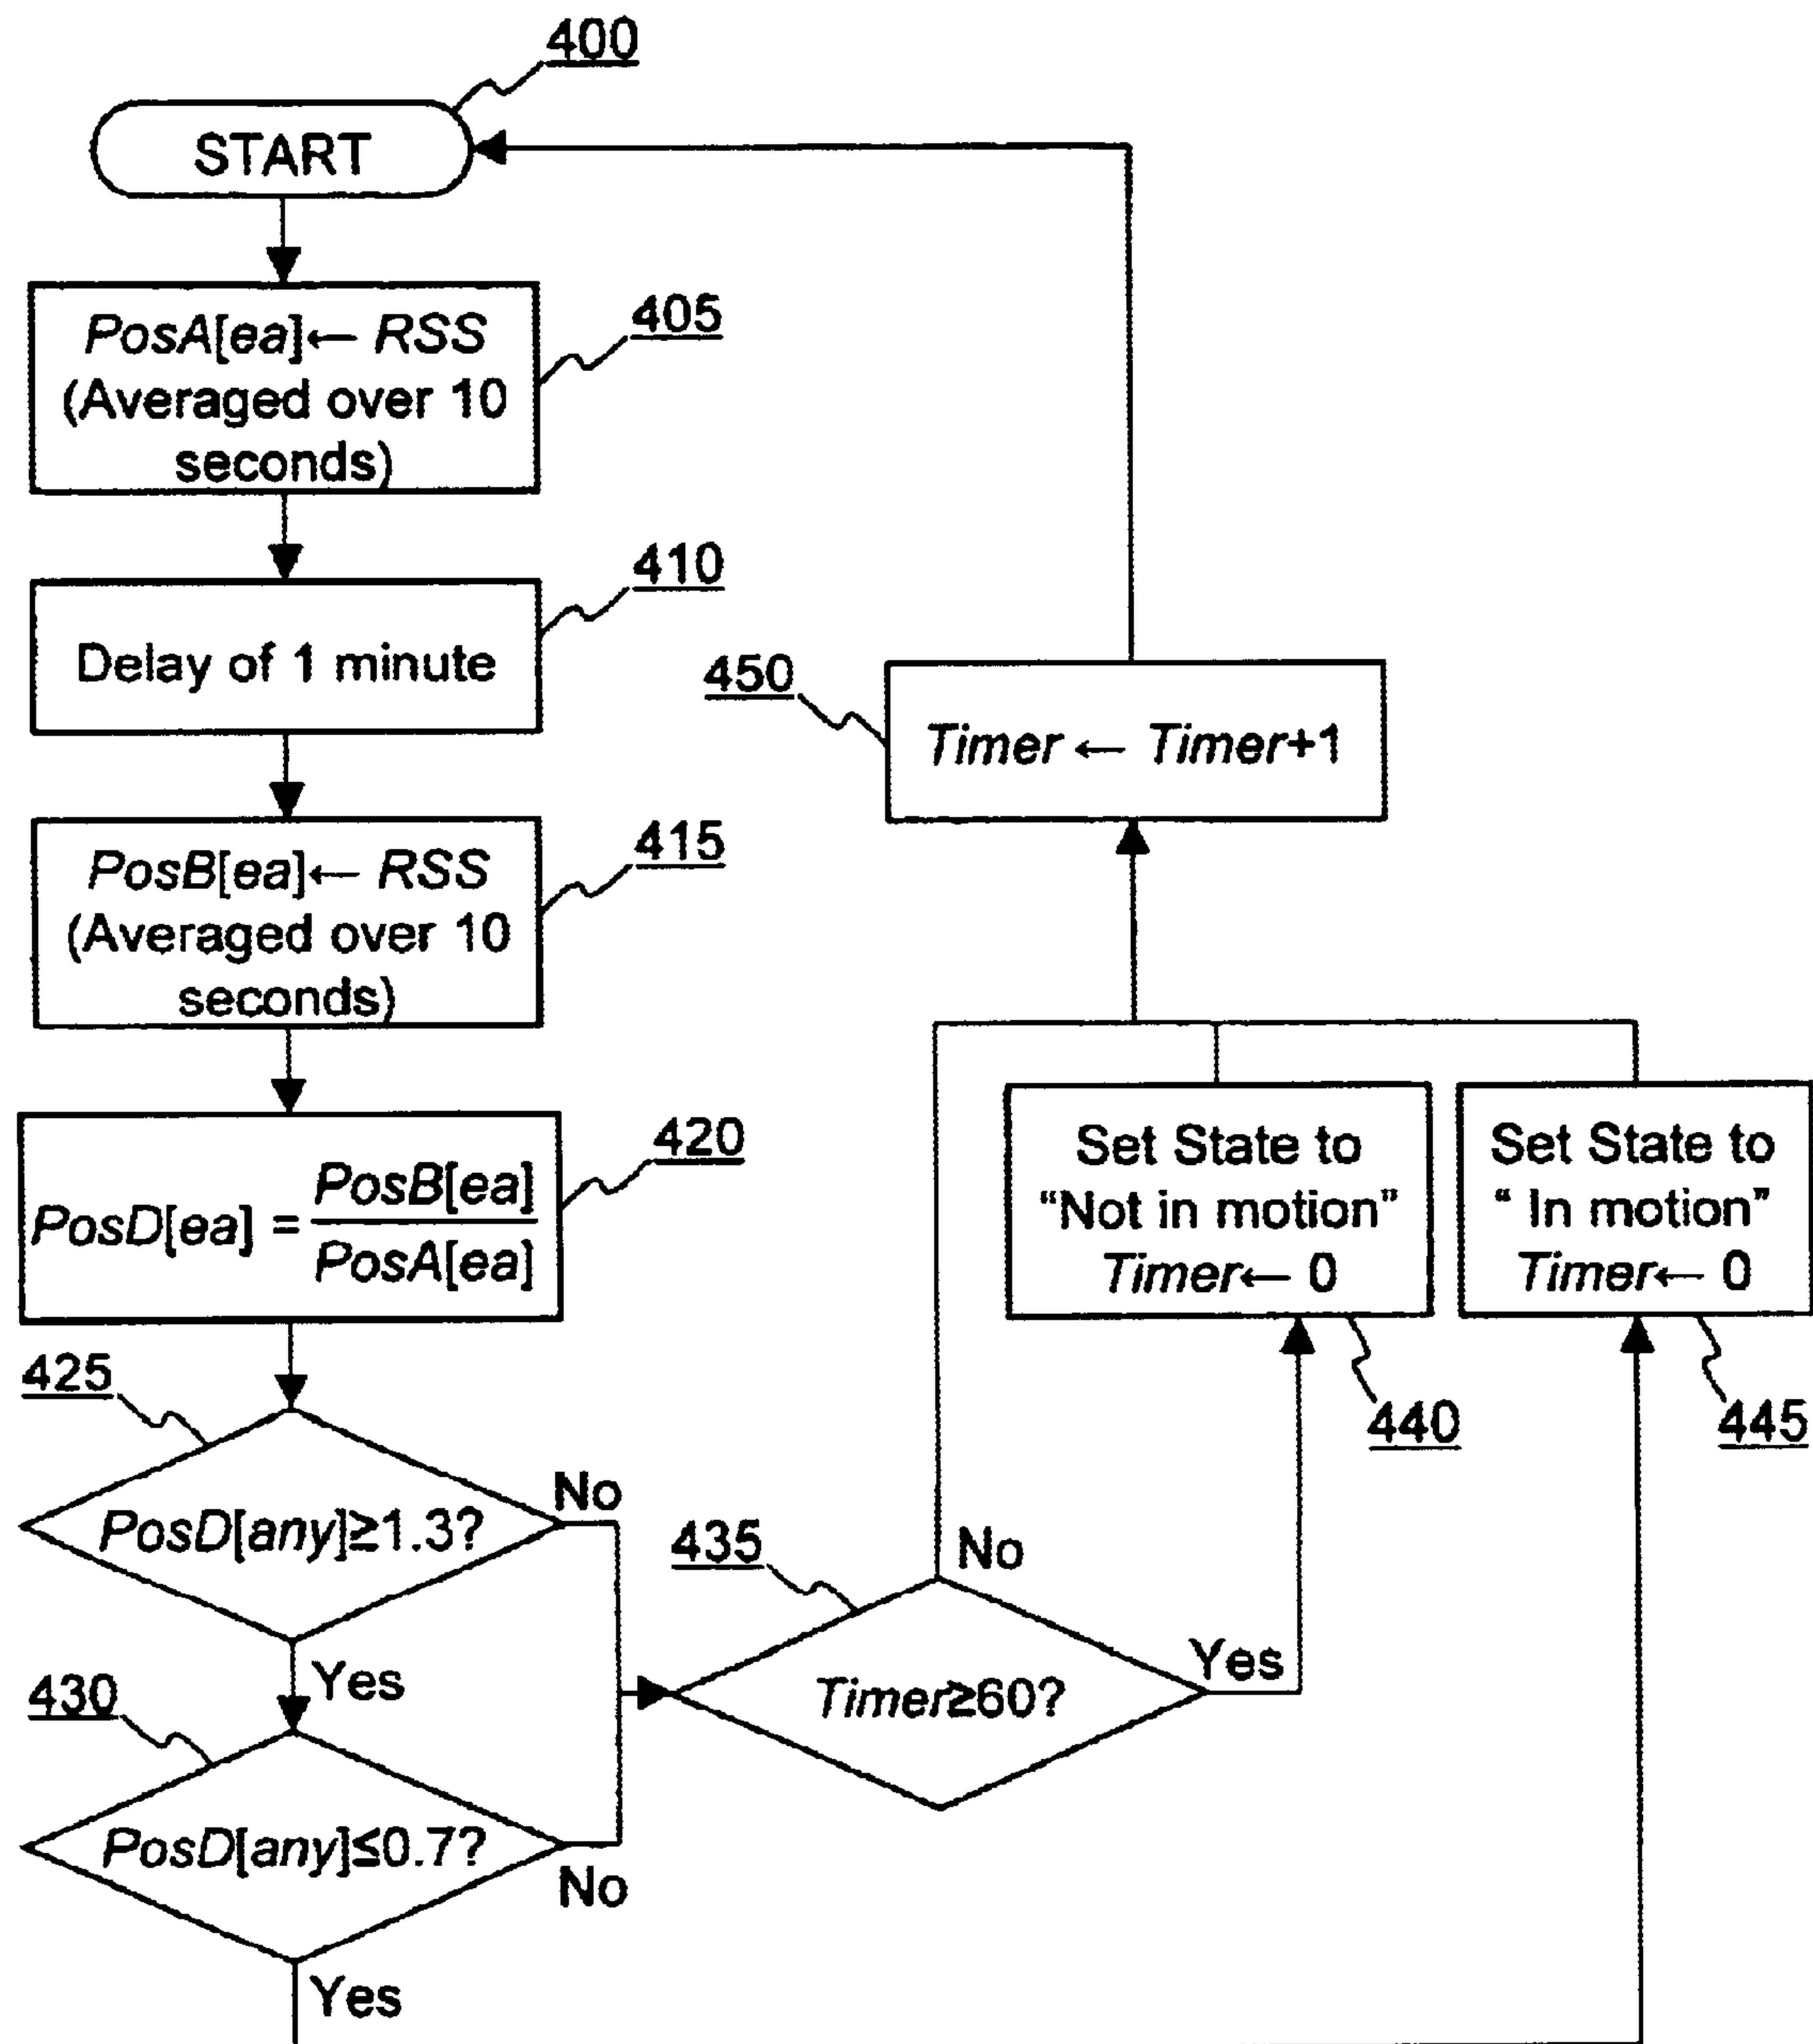 400
START
PosA[ea]← RSS
(Averaged over 10
seconds)
405
Delay of 1 minute
410
PosB[ea]← RSS
(Averaged over 10
seconds)
415
PosD[ea] = PosB[ea]
PosA[ea]
420
425
PosD[any]≥1.3?
No
Yes
430
PosD[any]≤0.7?
No
Yes
435
Timer≥60?
No
Yes
Set State to
“Not in motion”
Timer← 0
440
Set State to
“ In motion”
Timer← 0
445
450
Timer ← Timer+1